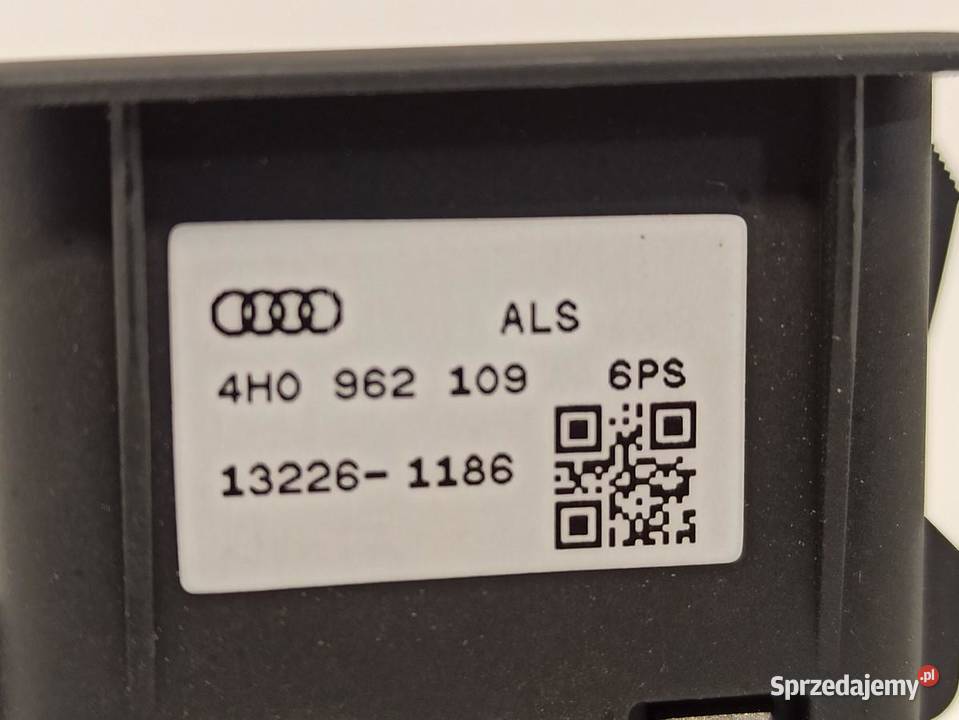 ALS
4H0 962 109 6PS
13226-1186
Sprzedajemy.pl